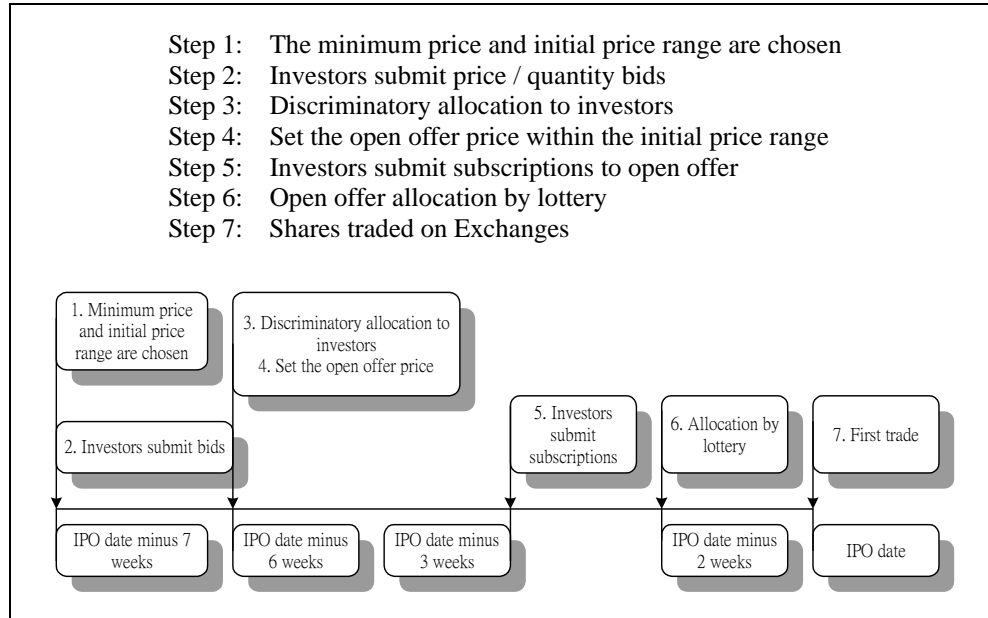 Step 1: The minimum price and initial price range are chosen
Step 2: Investors submit price / quantity bids
Step 3: Discriminatory allocation to investors
Step 4: Set the open offer price within the initial price range
Step 5: Investors submit subscriptions to open offer
Step 6: Open offer allocation by lottery
Step 7: Shares traded on Exchanges
1. Minimum price
and initial price
range are chosen
3. Discriminatory allocation to
investors
4. Set the open offer price
2. Investors submit bids
5. Investors
submit
subscriptions
6. Allocation by
lottery
7. First trade
IPO date minus 7
weeks
IPO date minus
6 weeks
IPO date minus
3 weeks
IPO date minus
2 weeks
IPO date